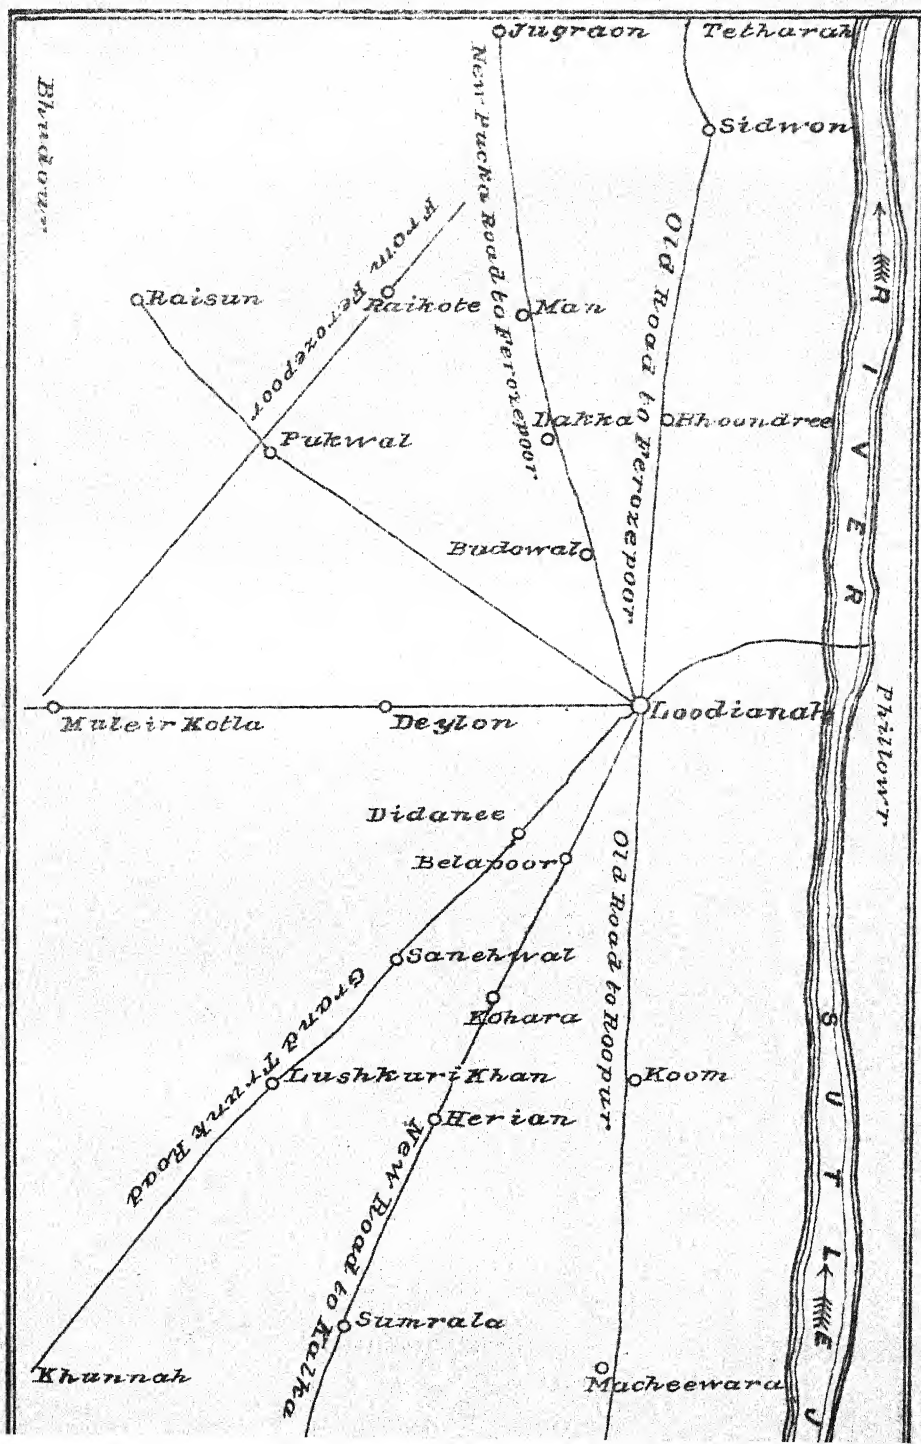 Jugraon
Tetharah
Sidwon
Bhudowr
New Pucka Road to Ferozepoor
From Ferozepoor
Old Road to Ferozepoor
RIVER
Raisun
Raikote
Man
Dakka
Bhoondree
Pukwal
Budowal
Muleir Kotla
Deylon
Loodianah
Phillowr
Didanee
Belapoor
Old Road to Roopur
Sanehwal
Kohara
Grand Trunk Road
Lushkuri Khan
Koom
Herian
New Road to Kalka
SUTLEJ
Sumrala
Khunnah
Macheewara